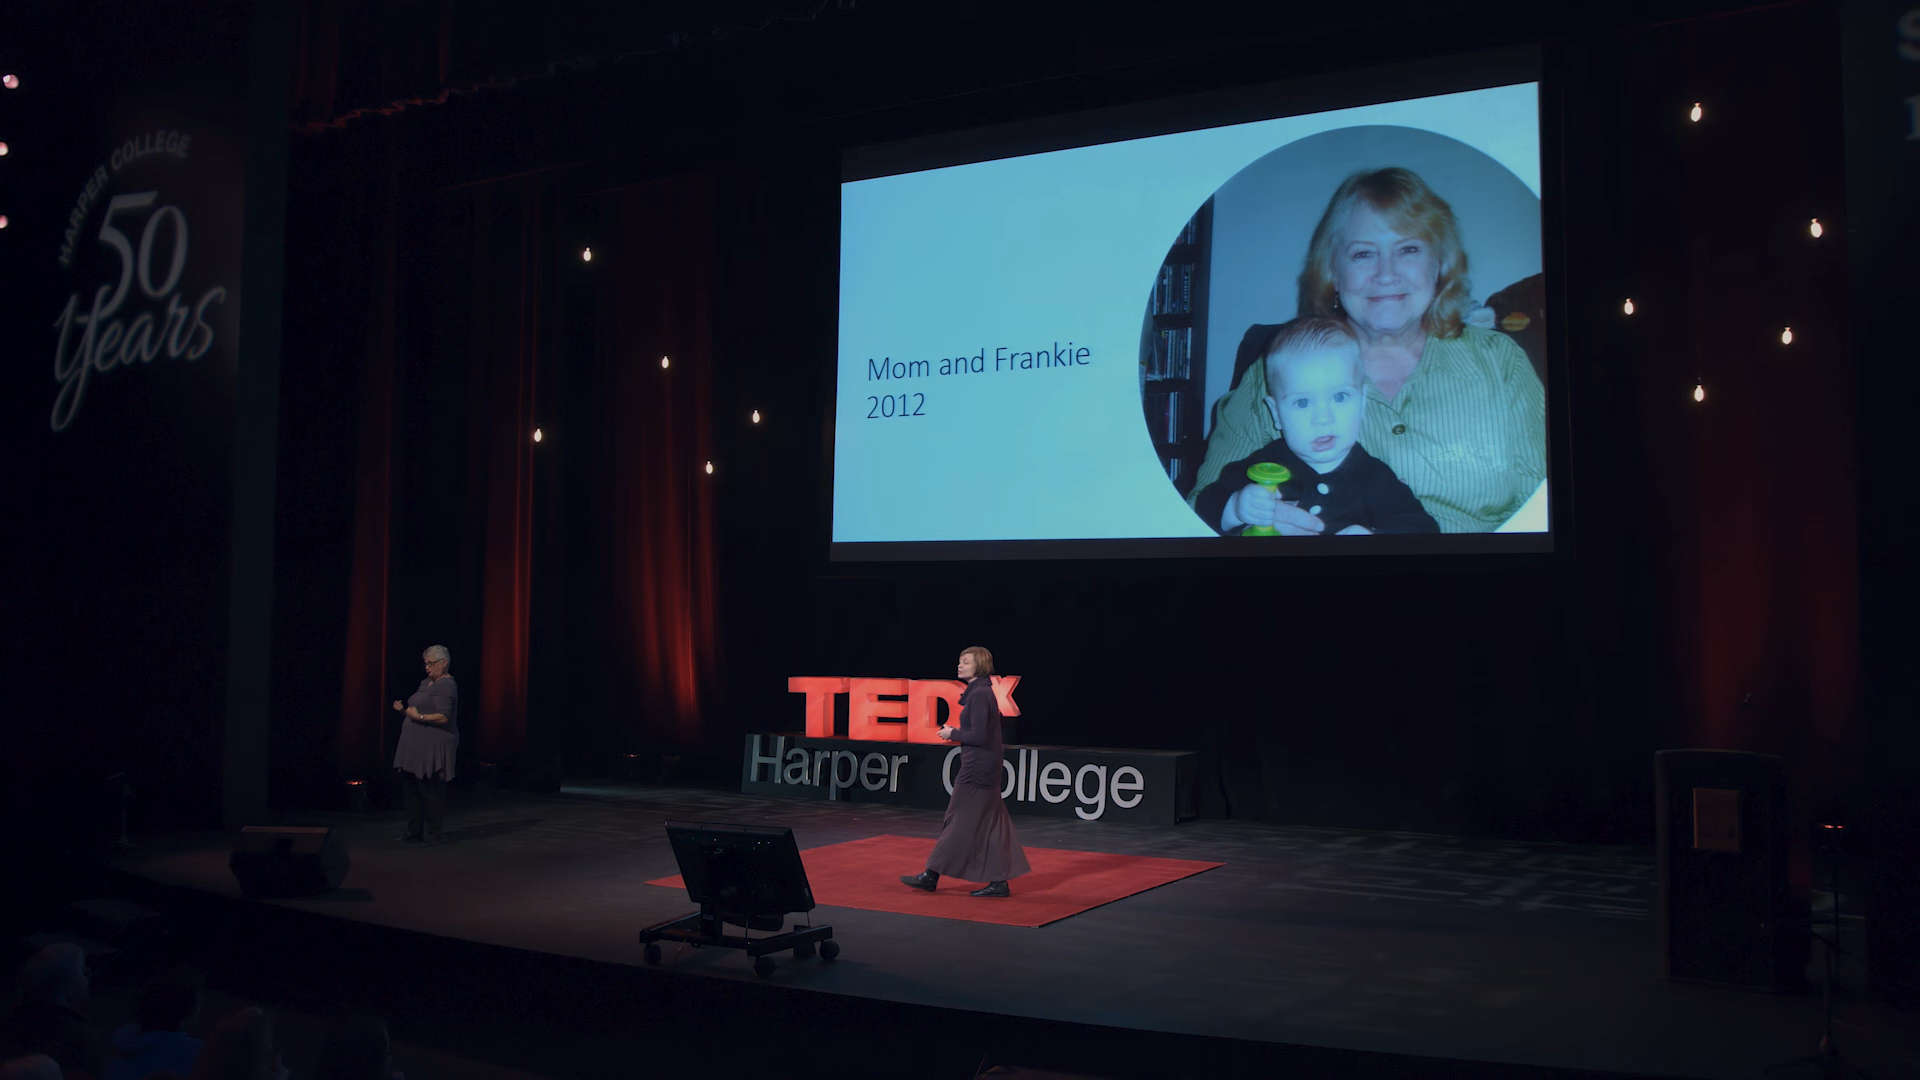 HARPER COLLEGE
50
Years
Mom and Frankie
2012
TEDx
Harper College